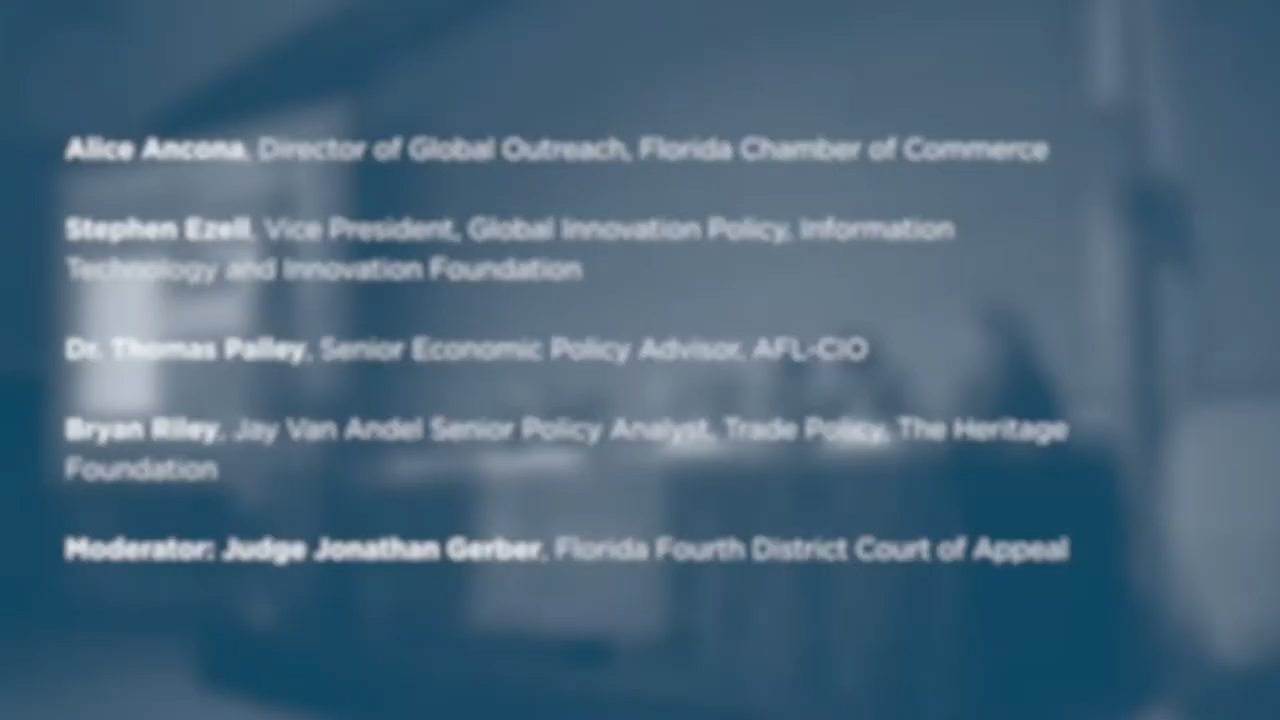 Alice Ancona, Director of Global Outreach, Florida Chamber of Commerce
Stephen Ezell, Vice President, Global Innovation Policy, Information
Technology and Innovation Foundation
Dr. Thomas Palley, Senior Economic Policy Advisor, AFL-CIO
Bryan Riley, Jay Van Andel Senior Policy Analyst, Trade Policy, The Heritage
Foundation
Moderator: Judge Jonathan Gerber, Florida Fourth District Court of Appeal